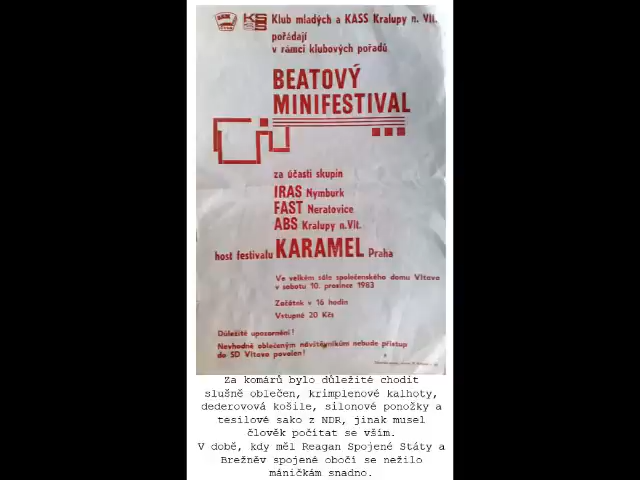 Klub mladých a KASS Kralupy n. Vlt.
pořádají
v rámci klubových pořadů
BEATOVÝ
MINIFESTIVAL
za účasti skupin
IRAS Nymburk
FAST Neratovice
ABS Kralupy n.Vlt.
host festivalu KARAMEL Praha
Ve velkém sále společenského domu Vltava
v sobotu 10. prosince 1983
Začátek v 16 hodin
Vstupné 20 Kčs
Důležité upozornění!
Nevhodně oblečeným návštěvníkům nebude přístup
do SD Vltava povolen!
Za komárů bylo důležité chodit
slušně oblečen, krimplenové kalhoty,
dederovová košile, silonové ponožky a
tesilové sako z NDR, jinak musel
člověk počítat se vším.
V době, kdy měl Reagan Spojené Státy a
Brežněv spojené obočí se nežilo
máničkám snadno.